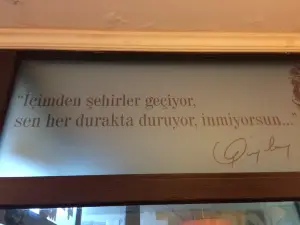 "İçimden şehirler geçiyor,
sen her durakta duruyor, inmiyorsun..."